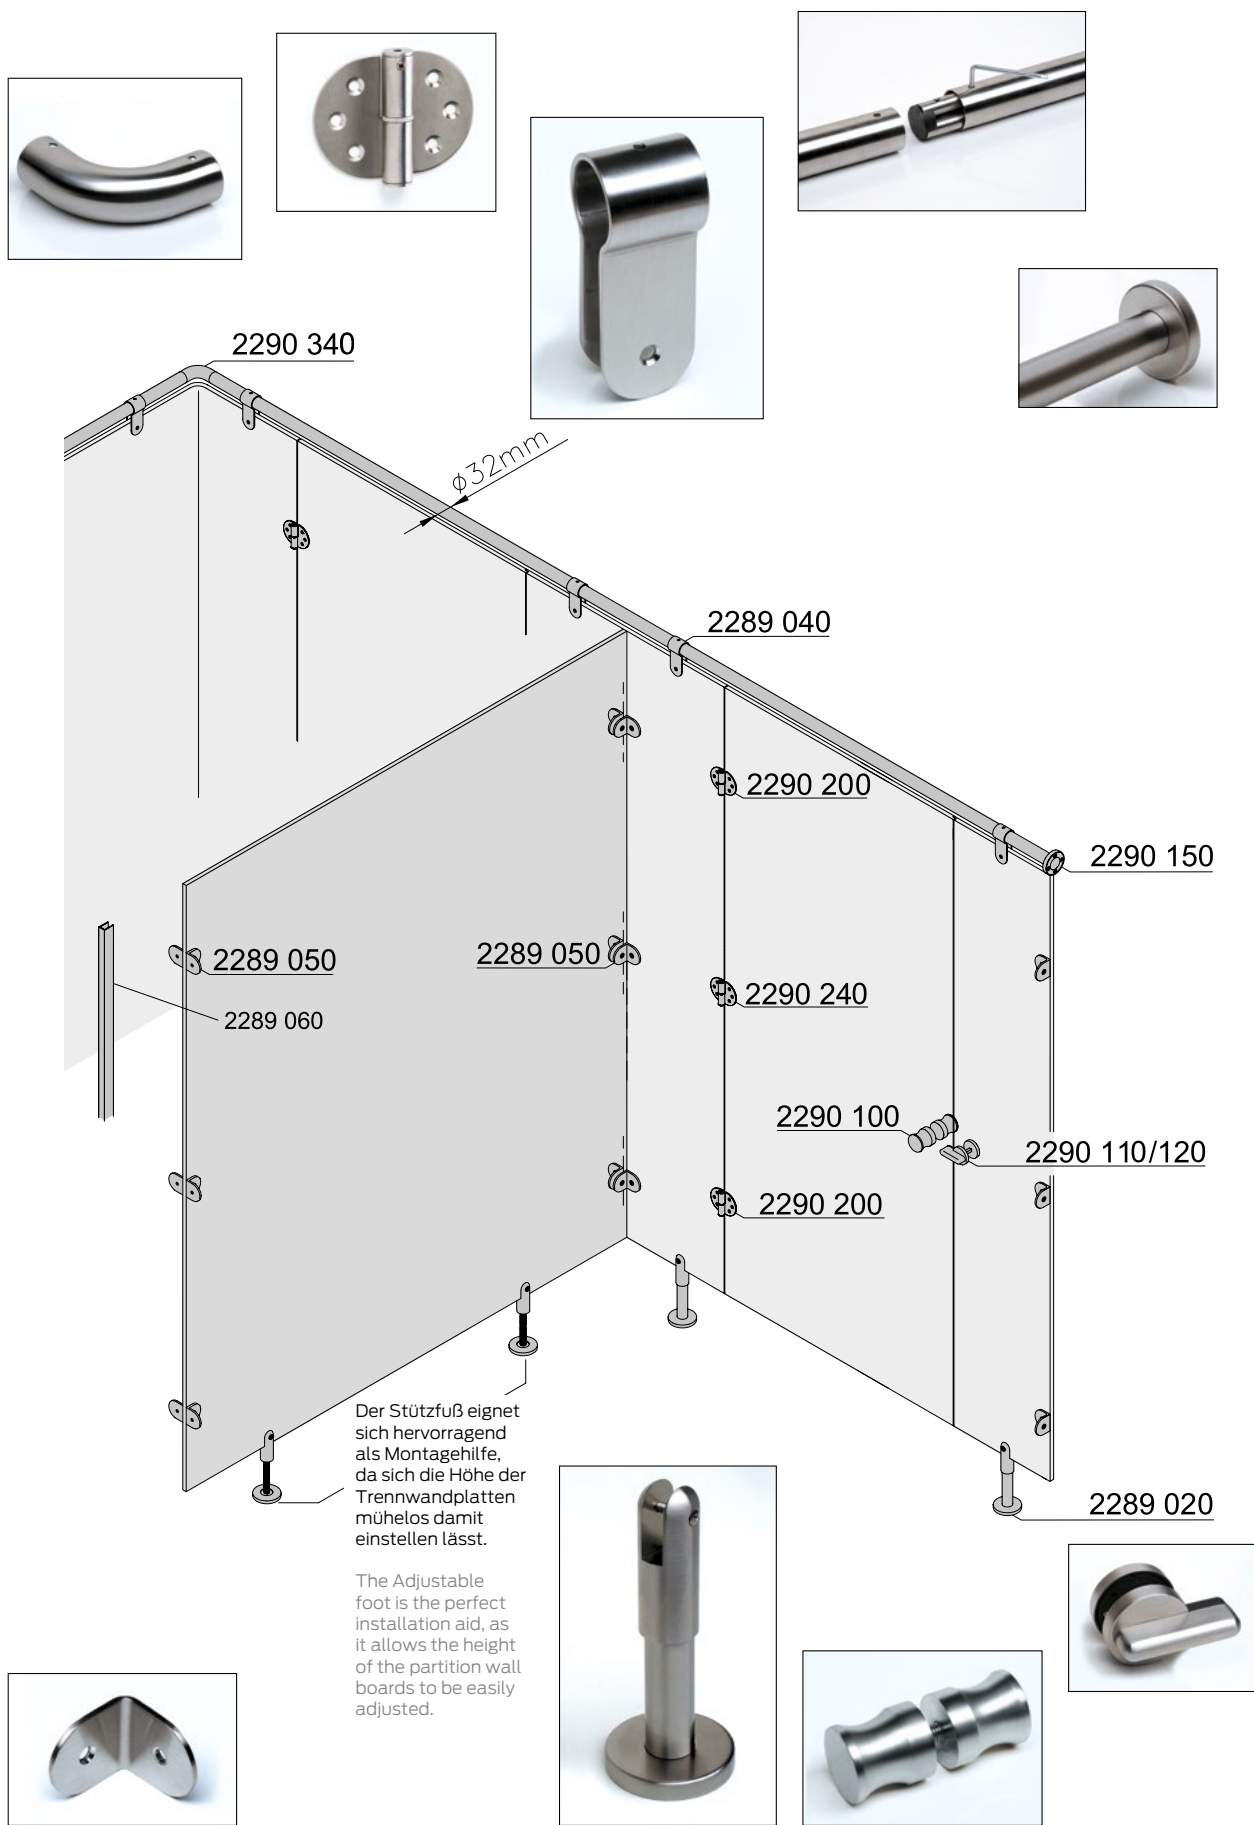 2290 340
ϕ32mm
2289 040
2290 200
2290 150
2289 050
2289 050
2290 240
2289 060
2290 100
2290 110/120
2290 200
Der Stützfuß eignet
sich hervorragend
als Montagehilfe,
da sich die Höhe der
Trennwandplatten
mühelos damit
einstellen lässt.
2289 020
The Adjustable
foot is the perfect
installation aid, as
it allows the height
of the partition wall
boards to be easily
adjusted.